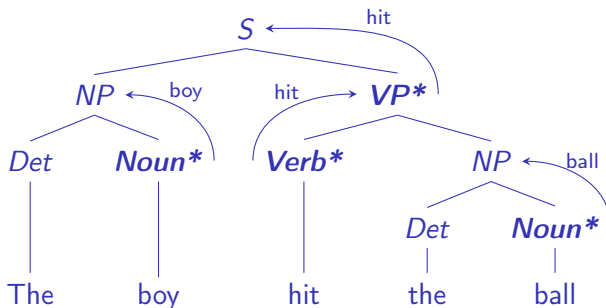 S hit
NP boy hit VP*
Det Noun* Verb* NP ball
Det Noun*
The boy hit the ball